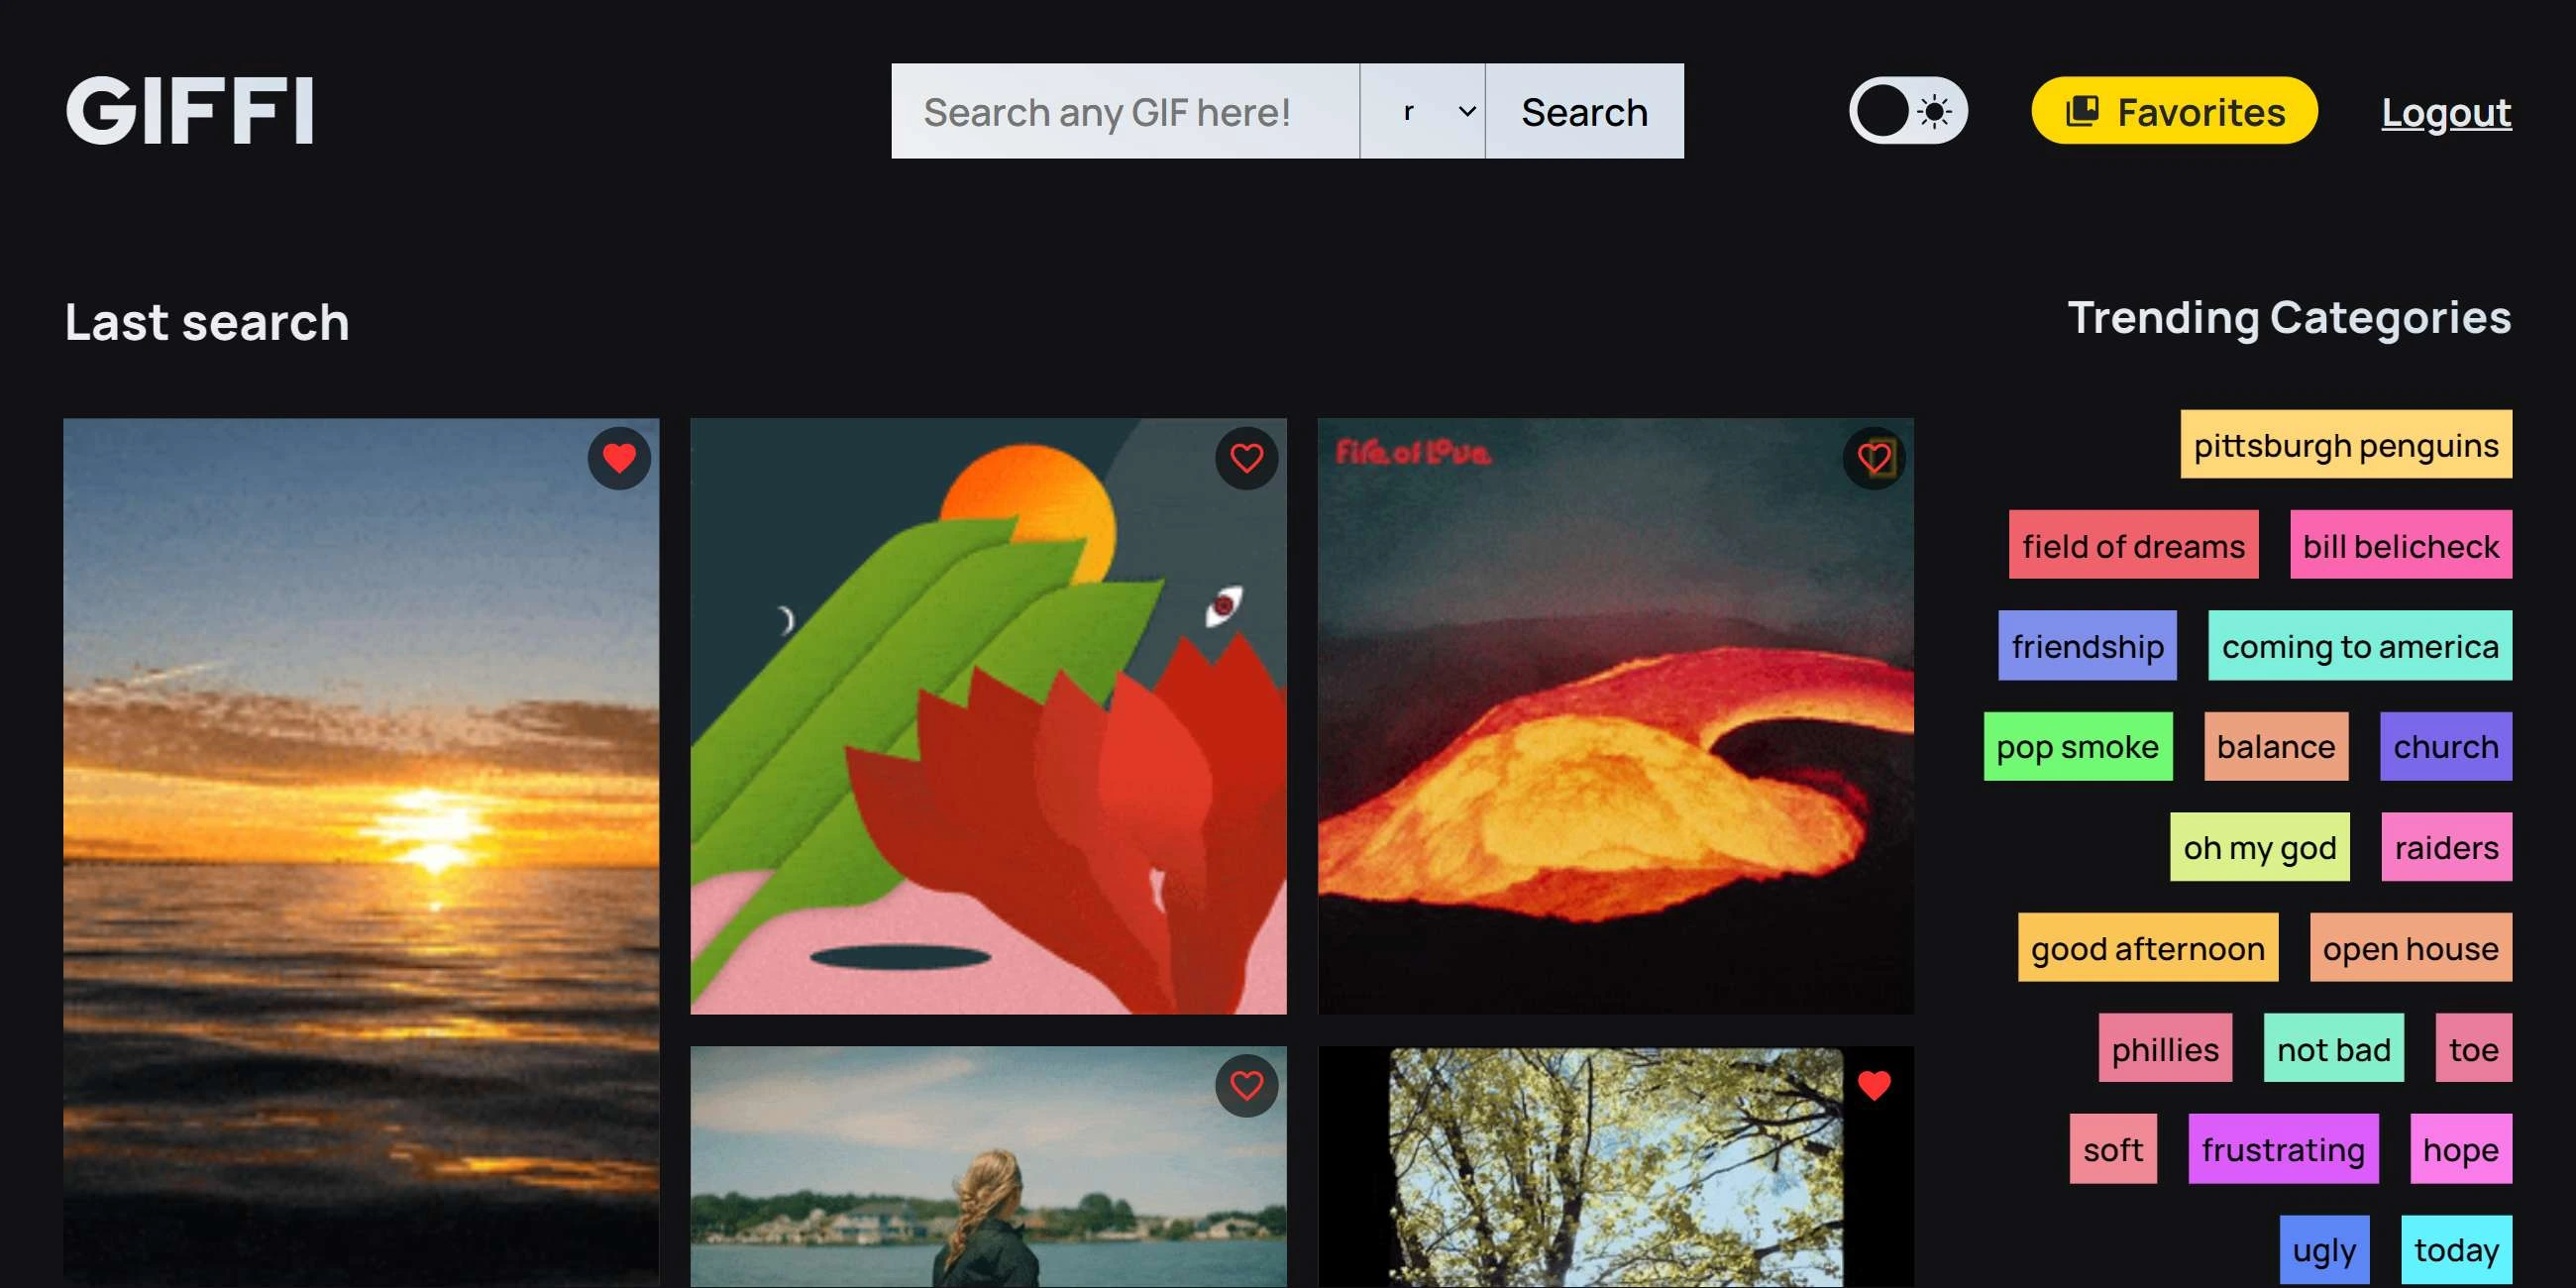 GIFFI
Search any GIF here!
r
Search
Favorites
Logout
Last search
Fire of Love
Trending Categories
pittsburgh penguins
field of dreams
bill belicheck
friendship
coming to america
pop smoke
balance
church
oh my god
raiders
good afternoon
open house
phillies
not bad
toe
soft
frustrating
hope
ugly
today